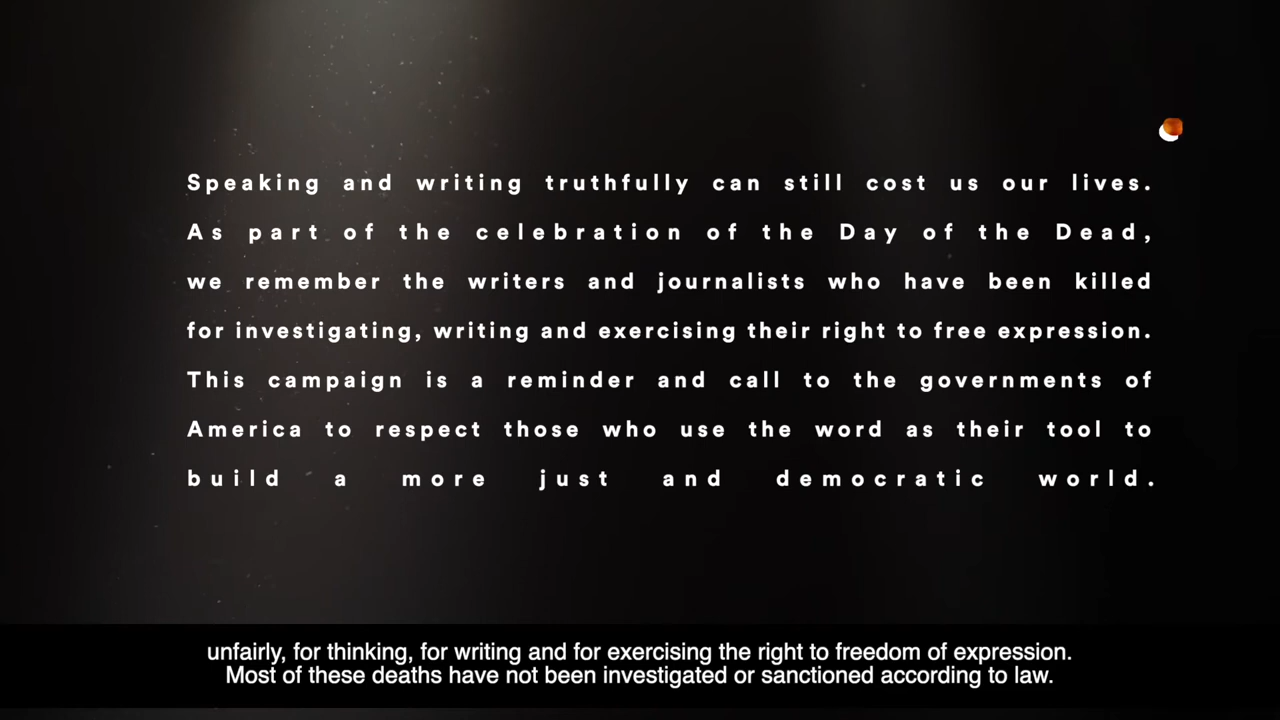 Speaking and writing truthfully can still cost us our lives.
As part of the celebration of the Day of the Dead,
we remember the writers and journalists who have been killed
for investigating, writing and exercising their right to free expression.
This campaign is a reminder and call to the governments of
America to respect those who use the word as their tool to
build a more just and democratic world.
unfairly, for thinking, for writing and for exercising the right to freedom of expression.
Most of these deaths have not been investigated or sanctioned according to law.